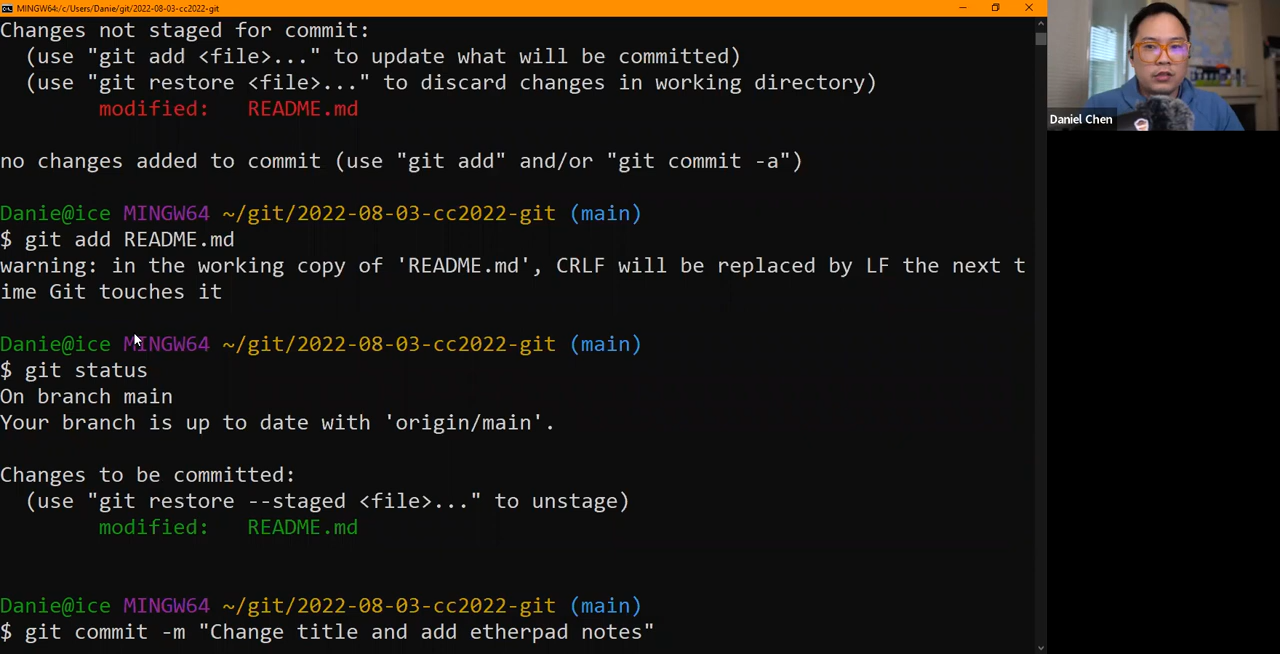 MINGW64:/c/Users/Danie/git/2022-08-03-cc2022-git
Changes not staged for commit:
(use "git add <file>..." to update what will be committed)
(use "git restore <file>..." to discard changes in working directory)
modified: README.md
no changes added to commit (use "git add" and/or "git commit -a")
Danie@ice MINGW64 ~/git/2022-08-03-cc2022-git (main)
$ git add README.md
warning: in the working copy of 'README.md', CRLF will be replaced by LF the next t
ime Git touches it
Danie@ice MINGW64 ~/git/2022-08-03-cc2022-git (main)
$ git status
On branch main
Your branch is up to date with 'origin/main'.
Changes to be committed:
(use "git restore --staged <file>..." to unstage)
modified: README.md
Danie@ice MINGW64 ~/git/2022-08-03-cc2022-git (main)
$ git commit -m "Change title and add etherpad notes"
Daniel Chen